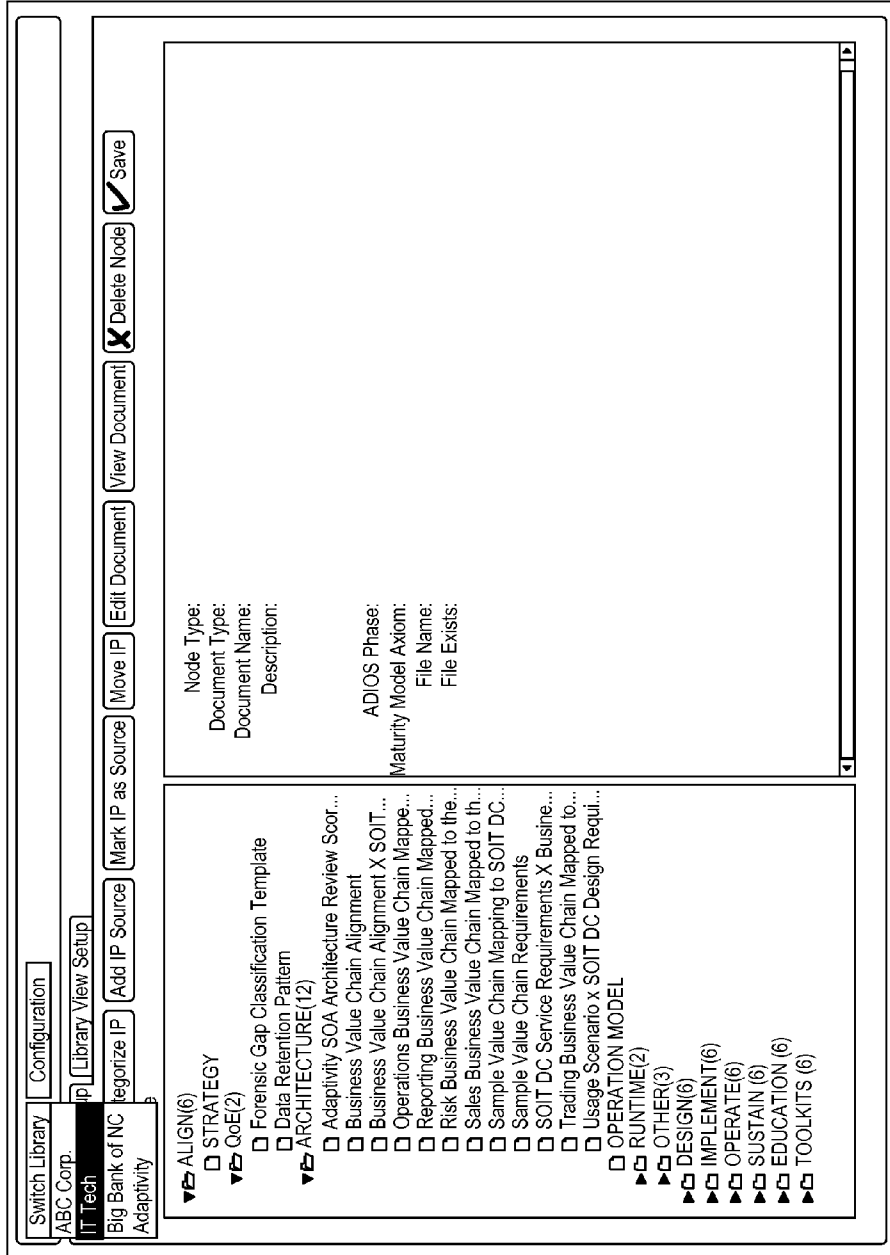 Switch Library
Configuration
ABC Corp.
IT Tech
Big Bank of NC
Adaptivity
p
Library View Setup
tegorize IP
Add IP Source
Mark IP as Source
Move IP
Edit Document
View Document
Delete Node
Save
e
ALIGN(6)
STRATEGY
QoE(2)
Forensic Gap Classification Template
Data Retention Pattern
ARCHITECTURE(12)
Adaptivity SOA Architecture Review Scor...
Business Value Chain Alignment
Business Value Chain Alignment X SOIT...
Operations Business Value Chain Mappe...
Reporting Business Value Chain Mapped...
Risk Business Value Chain Mapped to the...
Sales Business Value Chain Mapped to th...
Sample Value Chain Mapping to SOIT DC...
Sample Value Chain Requirements
SOIT DC Service Requirements X Busine...
Trading Business Value Chain Mapped to...
Usage Scenario x SOIT DC Design Requi...
OPERATION MODEL
RUNTIME(2)
OTHER(3)
DESIGN(6)
IMPLEMENT(6)
OPERATE(6)
SUSTAIN (6)
EDUCATION (6)
TOOLKITS (6)
Node Type:
Document Type:
Document Name:
Description:
ADIOS Phase:
Maturity Model Axiom:
File Name:
File Exists: